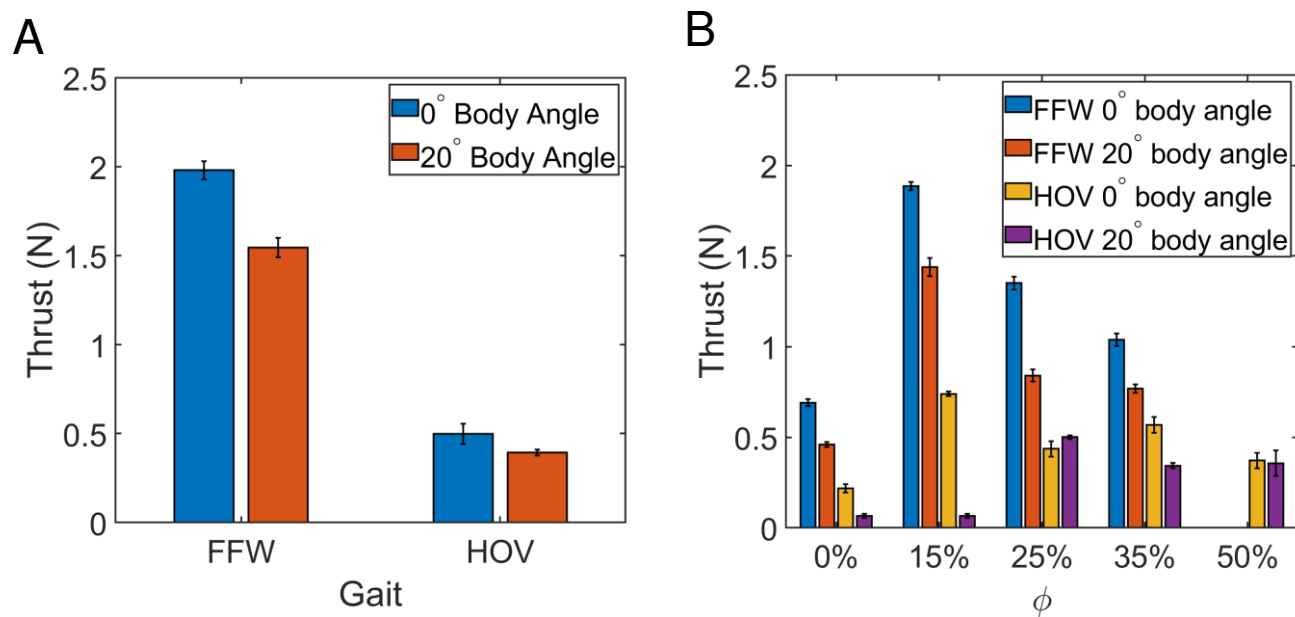 A
Thrust (N)
2.5
2
1.5
1
0.5
0
0° Body Angle
20° Body Angle
FFW
HOV
Gait
B
Thrust (N)
2.5
2
1.5
1
0.5
0
FFW 0° body angle
FFW 20° body angle
HOV 0° body angle
HOV 20° body angle
0%
15%
25%
35%
50%
ϕ